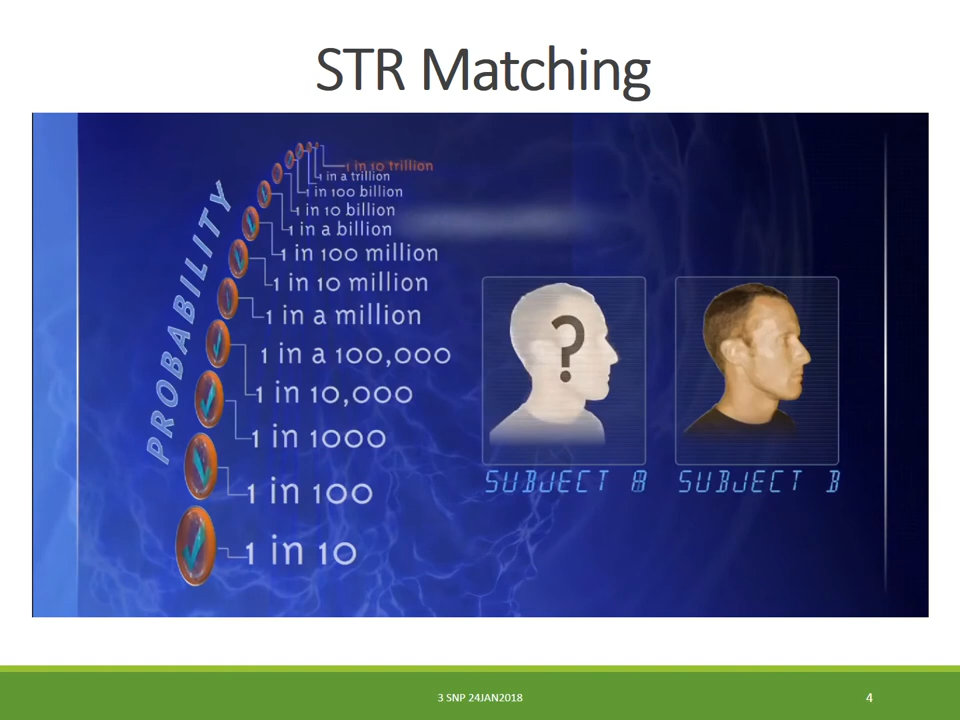 STR Matching
PROBABILITY
1 in 10 trillion
1 in a trillion
1 in 100 billion
1 in 10 billion
1 in a billion
1 in 100 million
1 in 10 million
1 in a million
1 in a 100,000
1 in 10,000
1 in 1000
1 in 100
1 in 10
?
SUBJECT A
SUBJECT B
3 SNP 24JAN2018
4